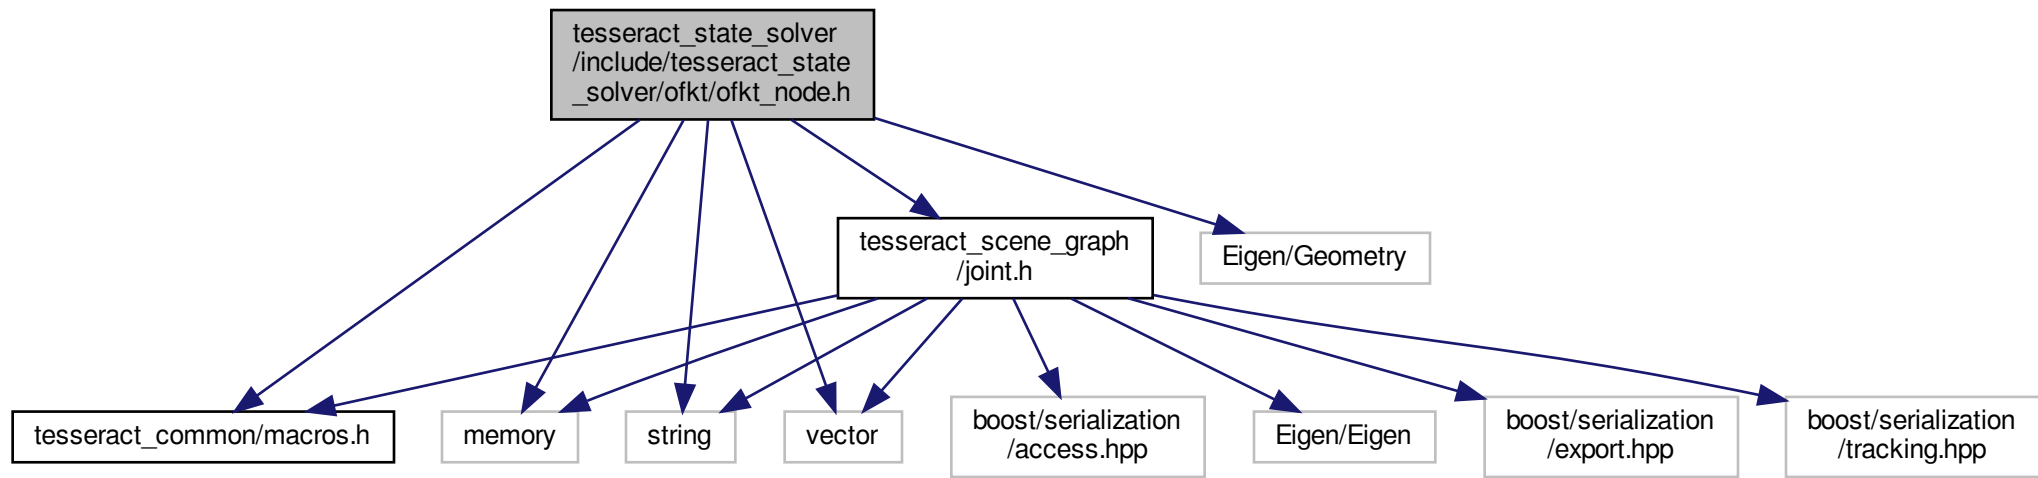 tesseract_state_solver
/include/tesseract_state
_solver/ofkt/ofkt_node.h
tesseract_scene_graph
/joint.h
Eigen/Geometry
tesseract_common/macros.h
memory
string
vector
boost/serialization
/access.hpp
Eigen/Eigen
boost/serialization
/export.hpp
boost/serialization
/tracking.hpp